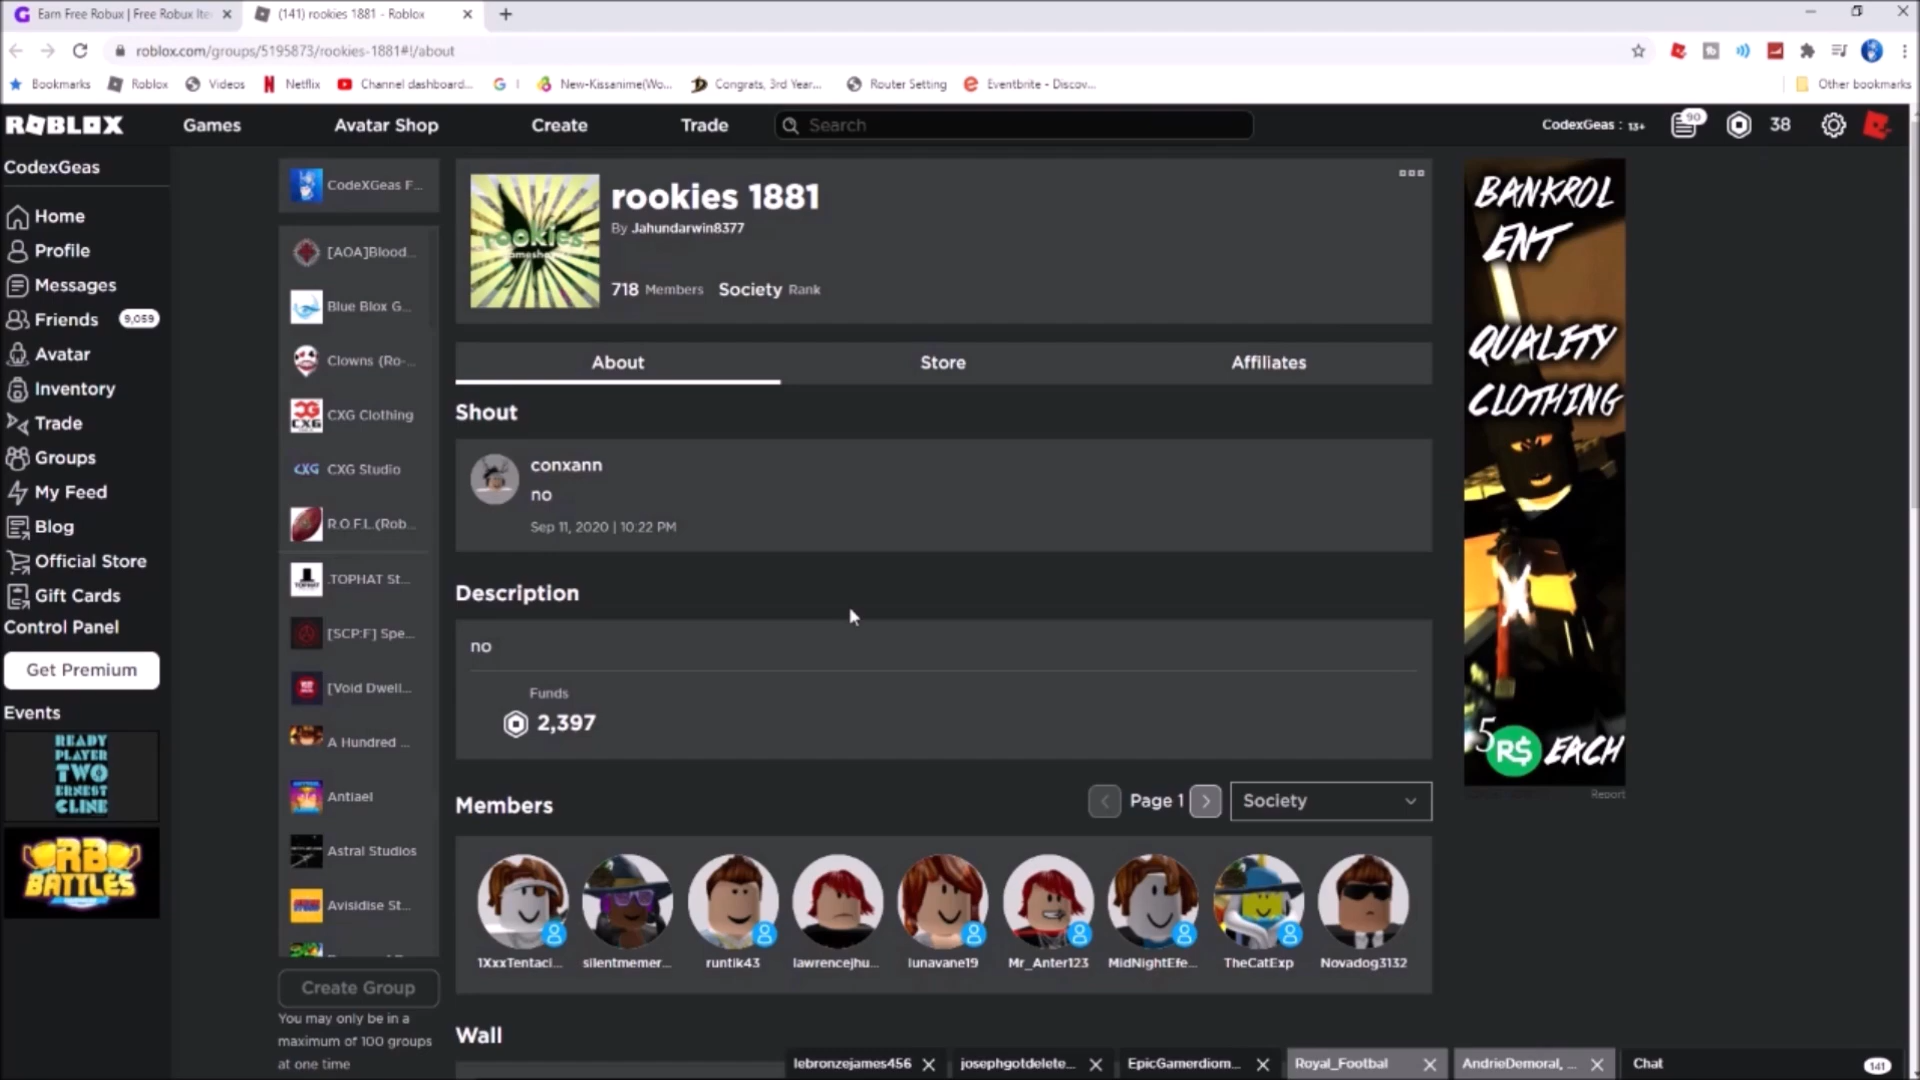 Earn Free Robux | Free Robux Ite
(141) rookies 1881 - Roblox
roblox.com/groups/5195873/rookies-1881#!/about
Bookmarks
Roblox
Videos
Netflix
Channel dashboard...
New-Kissanime(Wo...
Congrats, 3rd Year...
Router Setting
Eventbrite - Discov...
Other bookmarks
ROBLOX
Games
Avatar Shop
Create
Trade
Search
CodexGeas : 13+
90
38
CodexGeas
Home
Profile
Messages
Friends 9,059
Avatar
Inventory
Trade
Groups
My Feed
Blog
Official Store
Gift Cards
Control Panel
Get Premium
Events
READY
PLAYER
TWO
ERNEST
CLINE
RB
BATTLES
CodeXGeas F...
[AOA]Blood...
Blue Blox G...
Clowns {Ro-...
CXG Clothing
CXG Studio
R.O.F.L.(Rob...
.TOPHAT St...
[SCP:F] Spe...
[Void Dwell...
A Hundred ...
Antiael
Astral Studios
Avisidise St...
Create Group
You may only be in a
maximum of 100 groups
at one time
rookies
rookies 1881
By Jahundarwin8377
718 Members Society Rank
About
Store
Affiliates
Shout
conxann
no
Sep 11, 2020 | 10:22 PM
Description
no
Funds
2,397
Members
Page 1
Society
1XxxTentaci...
silentmemer...
runtik43
lawrencejhu...
lunavane19
Mr_Anter123
MidNightEfe...
TheCatExp
Novadog3132
Wall
BANKROL
ENT
QUALITY
CLOTHING
5 R$ EACH
Report
lebronzejames456
josephgotdelete...
EpicGamerdiom...
Royal_Footbal
AndrieDemoral, ...
Chat
141